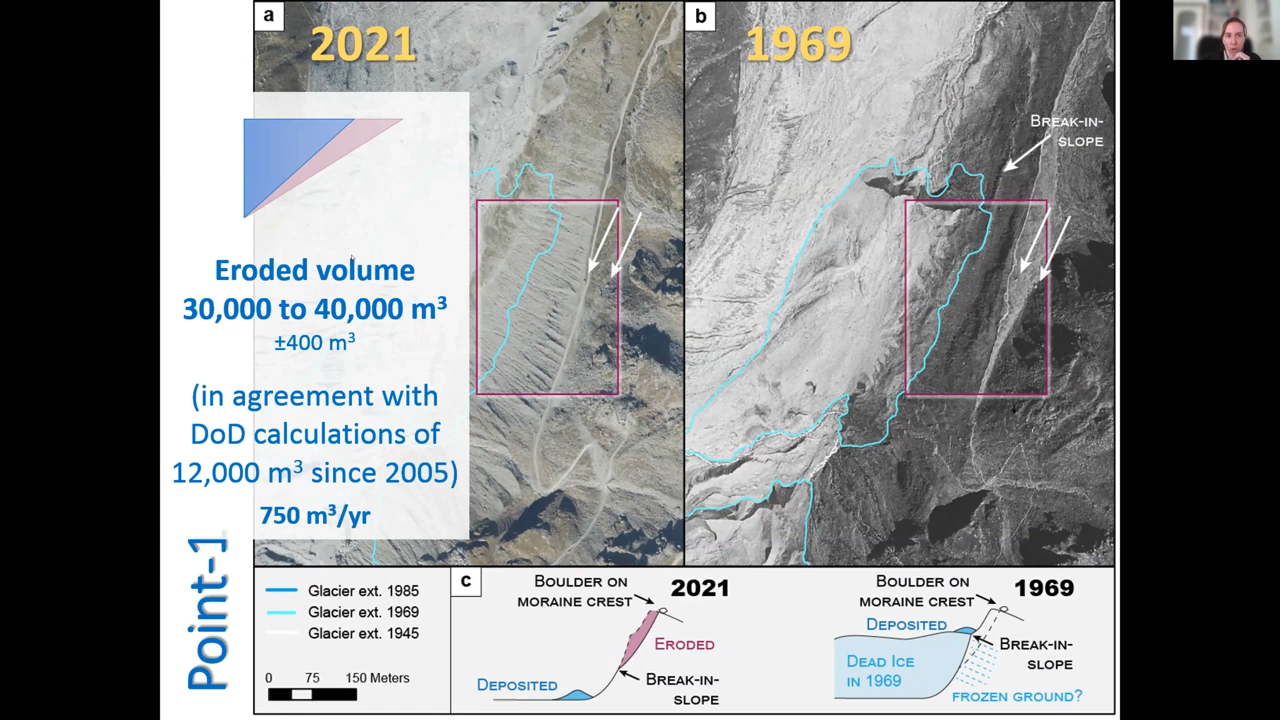 a
2021
b
1969
BREAK-IN-
SLOPE
Eroded volume
30,000 to 40,000 m³
±400 m³
(in agreement with
DoD calculations of
12,000 m³ since 2005)
750 m³/yr
Point-1
Glacier ext. 1985
Glacier ext. 1969
Glacier ext. 1945
0 75 150 Meters
c
BOULDER ON
MORAINE CREST
2021
ERODED
BREAK-IN-
SLOPE
DEPOSITED
BOULDER ON
MORAINE CREST
1969
DEPOSITED
BREAK-IN-
SLOPE
DEAD ICE
IN 1969
FROZEN GROUND?